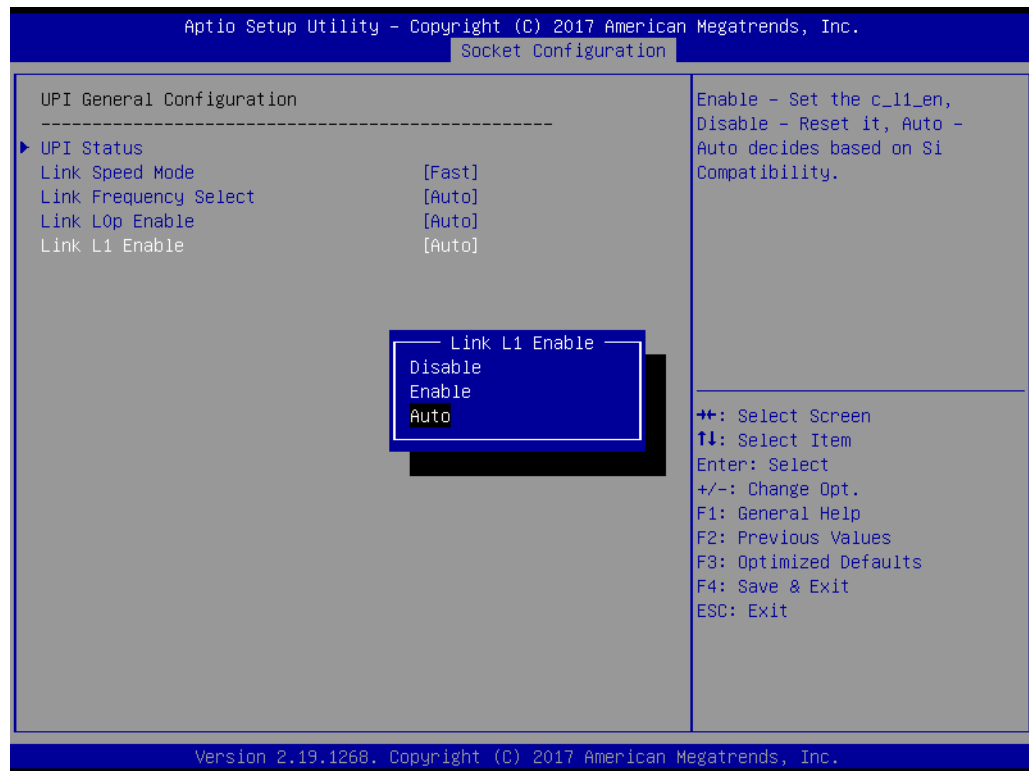 Aptio Setup Utility – Copyright (C) 2017 American Megatrends, Inc.
Socket Configuration
UPI General Configuration
--------------------------------------------------
UPI Status
Link Speed Mode [Fast]
Link Frequency Select [Auto]
Link L0p Enable [Auto]
Link L1 Enable [Auto]
Link L1 Enable
Disable
Enable
Auto
Enable – Set the c_l1_en,
Disable – Reset it, Auto –
Auto decides based on Si
Compatibility.
→←: Select Screen
↑↓: Select Item
Enter: Select
+/-: Change Opt.
F1: General Help
F2: Previous Values
F3: Optimized Defaults
F4: Save & Exit
ESC: Exit
Version 2.19.1268. Copyright (C) 2017 American Megatrends, Inc.